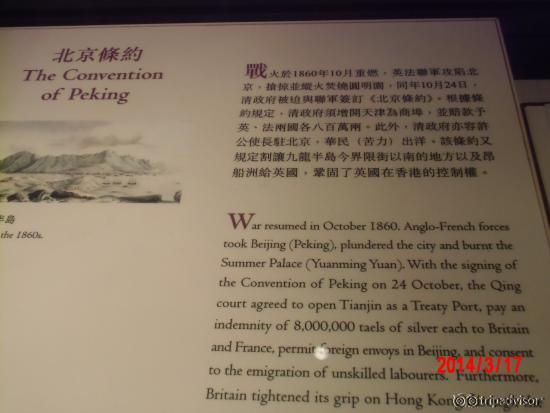 北京條約
The Convention
of Peking
半島
the 1860s.
戰火於1860年10月重燃，英法聯軍攻陷北
京，搶掠並縱火焚燒圓明園，同年10月24日，
清政府被迫與聯軍簽訂《北京條約》。根據條
約規定，清政府須增開天津為商埠，並賠款予
英、法兩國各八百萬兩。此外，清政府亦容許
公使長駐北京，華民（苦力）出洋。該條約又
規定割讓九龍半島今界限街以南的地方以及昂
船洲給英國，鞏固了英國在香港的控制權。
War resumed in October 1860. Anglo-French forces
took Beijing (Peking), plundered the city and burnt the
Summer Palace (Yuanming Yuan). With the signing of
the Convention of Peking on 24 October, the Qing
court agreed to open Tianjin as a Treaty Port, pay an
indemnity of 8,000,000 taels of silver each to Britain
and France, permit foreign envoys in Beijing, and consent
to the emigration of unskilled labourers. Furthermore,
Britain tightened its grip on Hong Kong
2014/3/17
tripadvisor